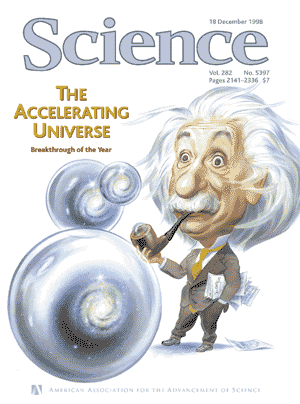 18 December 1998
Science
Vol. 282 No. 5397
Pages 2141–2336 $7
THE
ACCELERATING
UNIVERSE
Breakthrough of the Year
AMERICAN ASSOCIATION FOR THE ADVANCEMENT OF SCIENCE